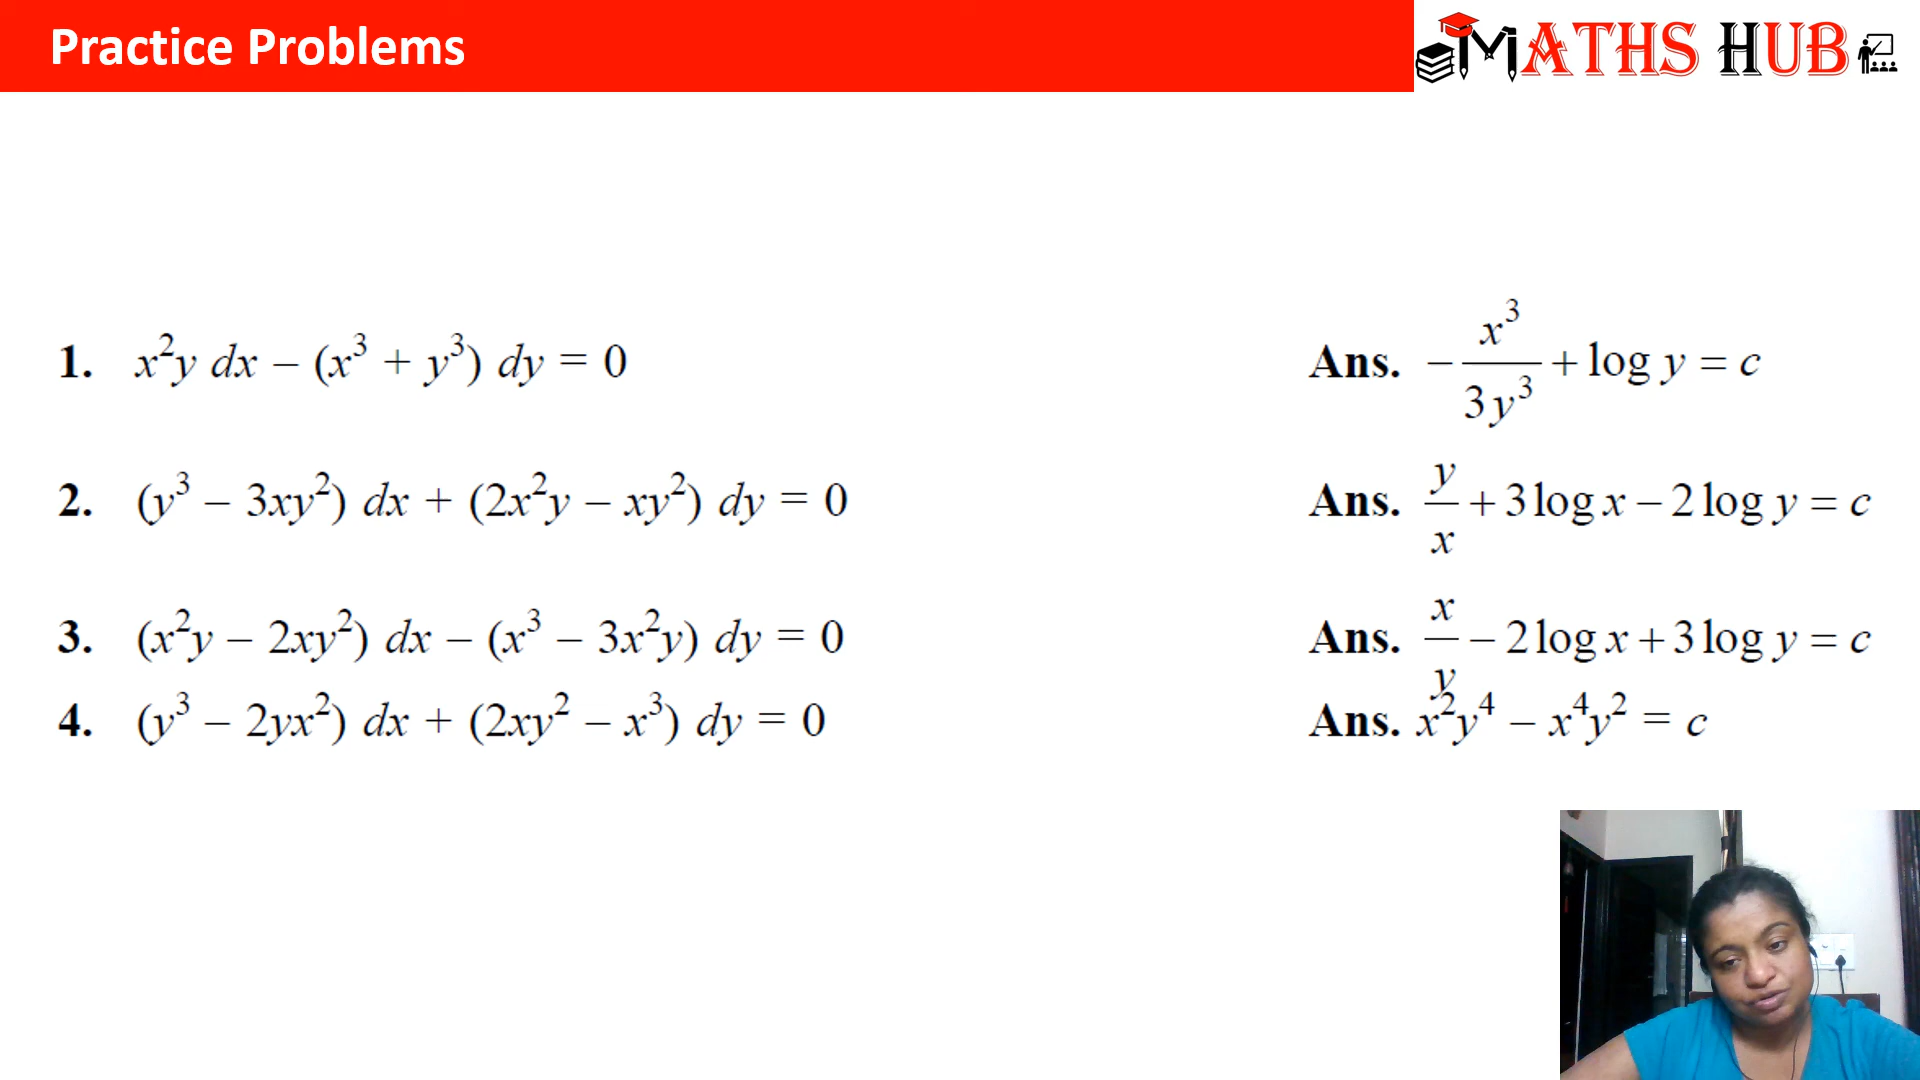 Practice Problems
MATHS HUB
1. x²y dx – (x³ + y³) dy = 0 Ans. – x³/3y³ + log y = c
2. (y³ – 3xy²) dx + (2x²y – xy²) dy = 0 Ans. y/x + 3 log x – 2 log y = c
3. (x²y – 2xy²) dx – (x³ – 3x²y) dy = 0 Ans. x/y – 2 log x + 3 log y = c
4. (y³ – 2yx²) dx + (2xy² – x³) dy = 0 Ans. x²y⁴ – x⁴y² = c